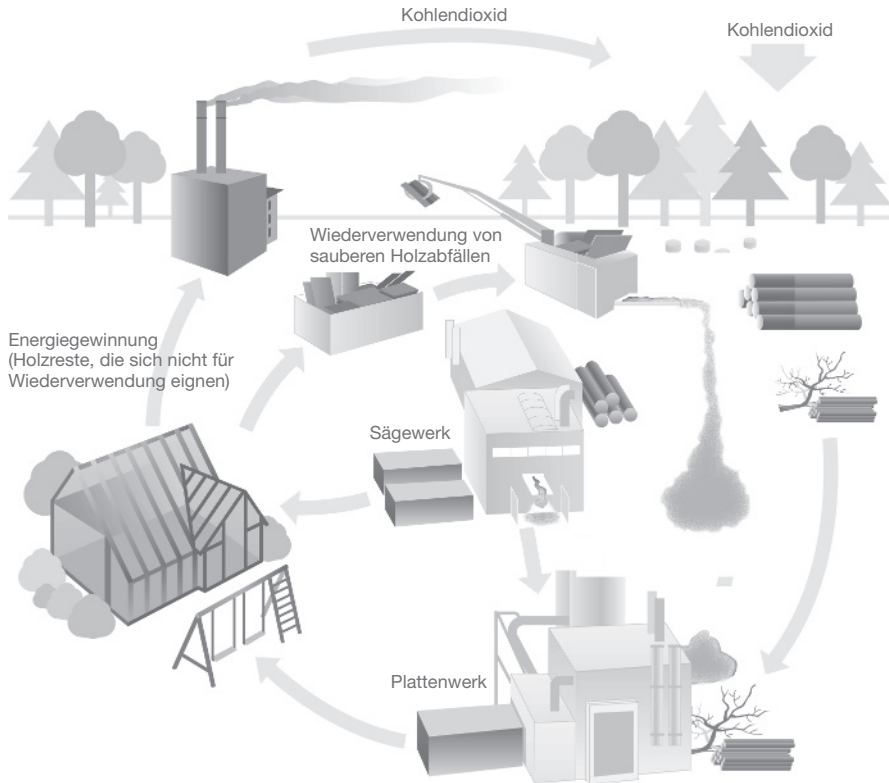 Kohlendioxid
Kohlendioxid
Wiederverwendung von
sauberen Holzabfällen
Energiegewinnung
(Holzreste, die sich nicht für
Wiederverwendung eignen)
Sägewerk
Plattenwerk